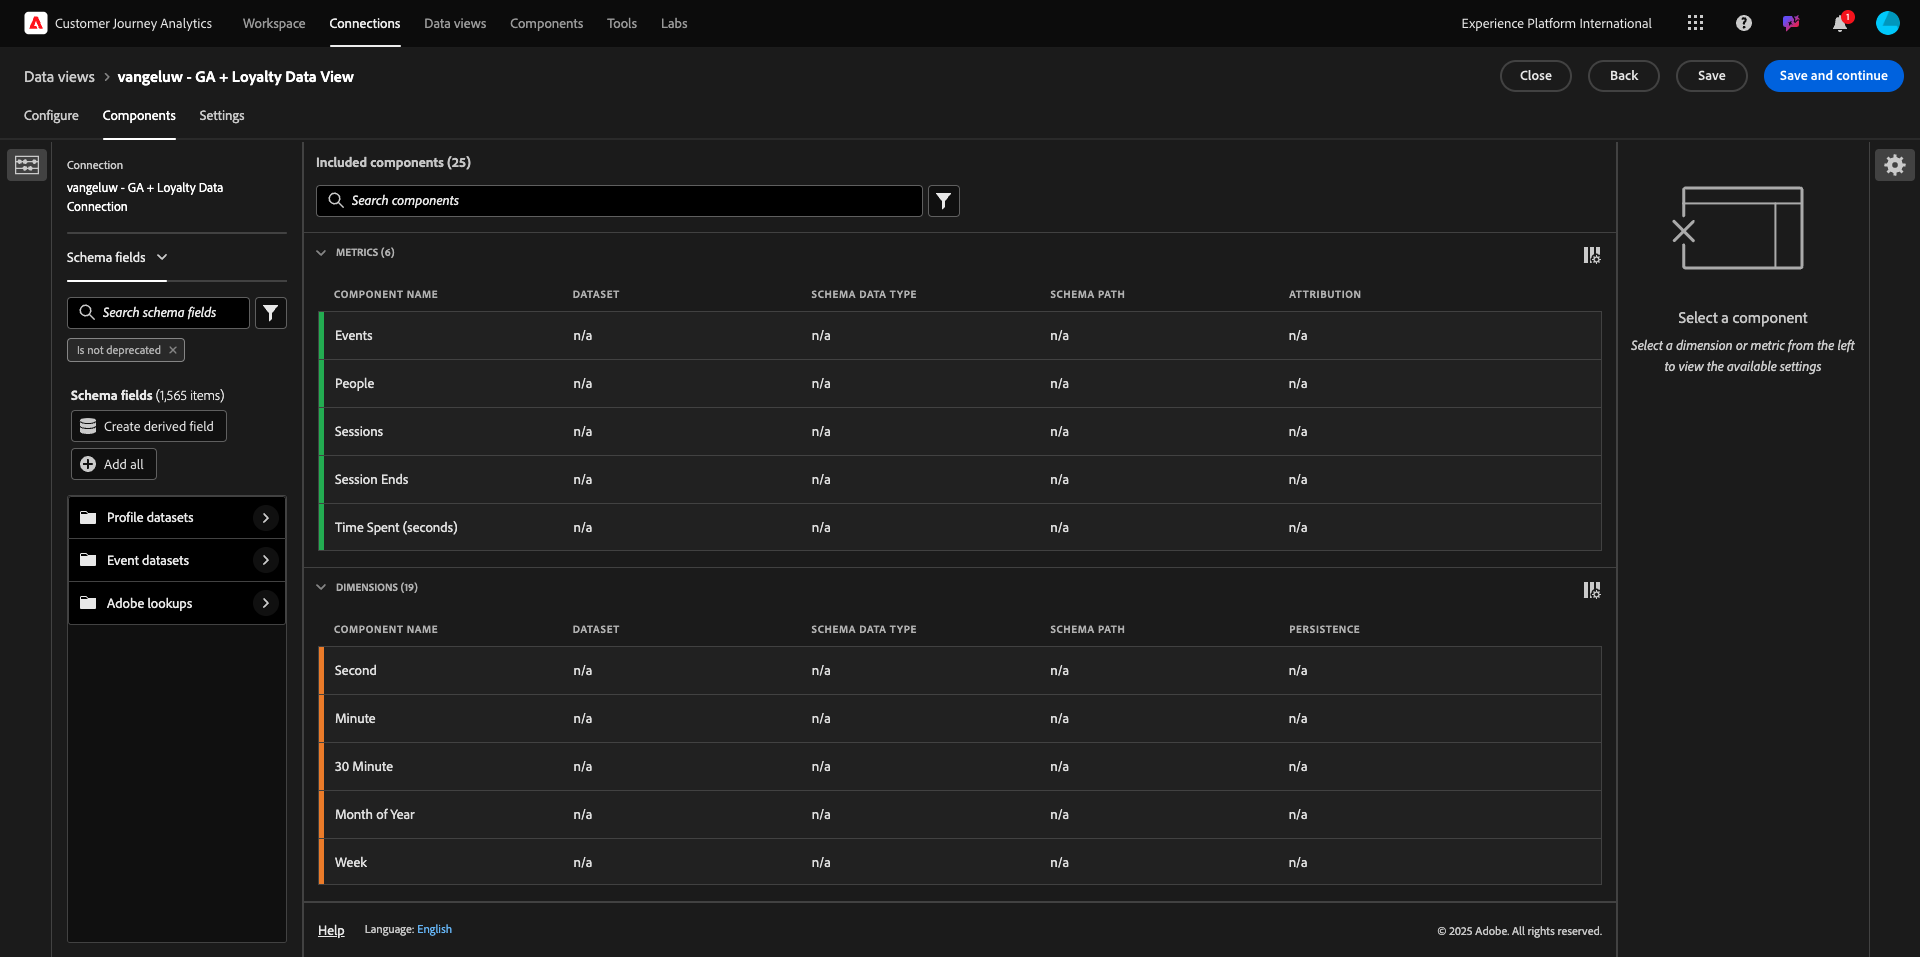 Customer Journey Analytics
Workspace
Connections
Data views
Components
Tools
Labs
Experience Platform International
1
Data views > vangeluw - GA + Loyalty Data View
Close
Back
Save
Save and continue
Configure
Components
Settings
Connection
vangeluw - GA + Loyalty Data
Connection
Schema fields
Search schema fields
Is not deprecated
Schema fields (1,565 items)
Create derived field
Add all
Profile datasets
Event datasets
Adobe lookups
Included components (25)
Search components
METRICS (6)
COMPONENT NAME DATASET SCHEMA DATA TYPE SCHEMA PATH ATTRIBUTION
Events n/a n/a n/a n/a
People n/a n/a n/a n/a
Sessions n/a n/a n/a n/a
Session Ends n/a n/a n/a n/a
Time Spent (seconds) n/a n/a n/a n/a
DIMENSIONS (19)
COMPONENT NAME DATASET SCHEMA DATA TYPE SCHEMA PATH PERSISTENCE
Second n/a n/a n/a n/a
Minute n/a n/a n/a n/a
30 Minute n/a n/a n/a n/a
Month of Year n/a n/a n/a n/a
Week n/a n/a n/a n/a
Help
Language: English
© 2025 Adobe. All rights reserved.
Select a component
Select a dimension or metric from the left
to view the available settings